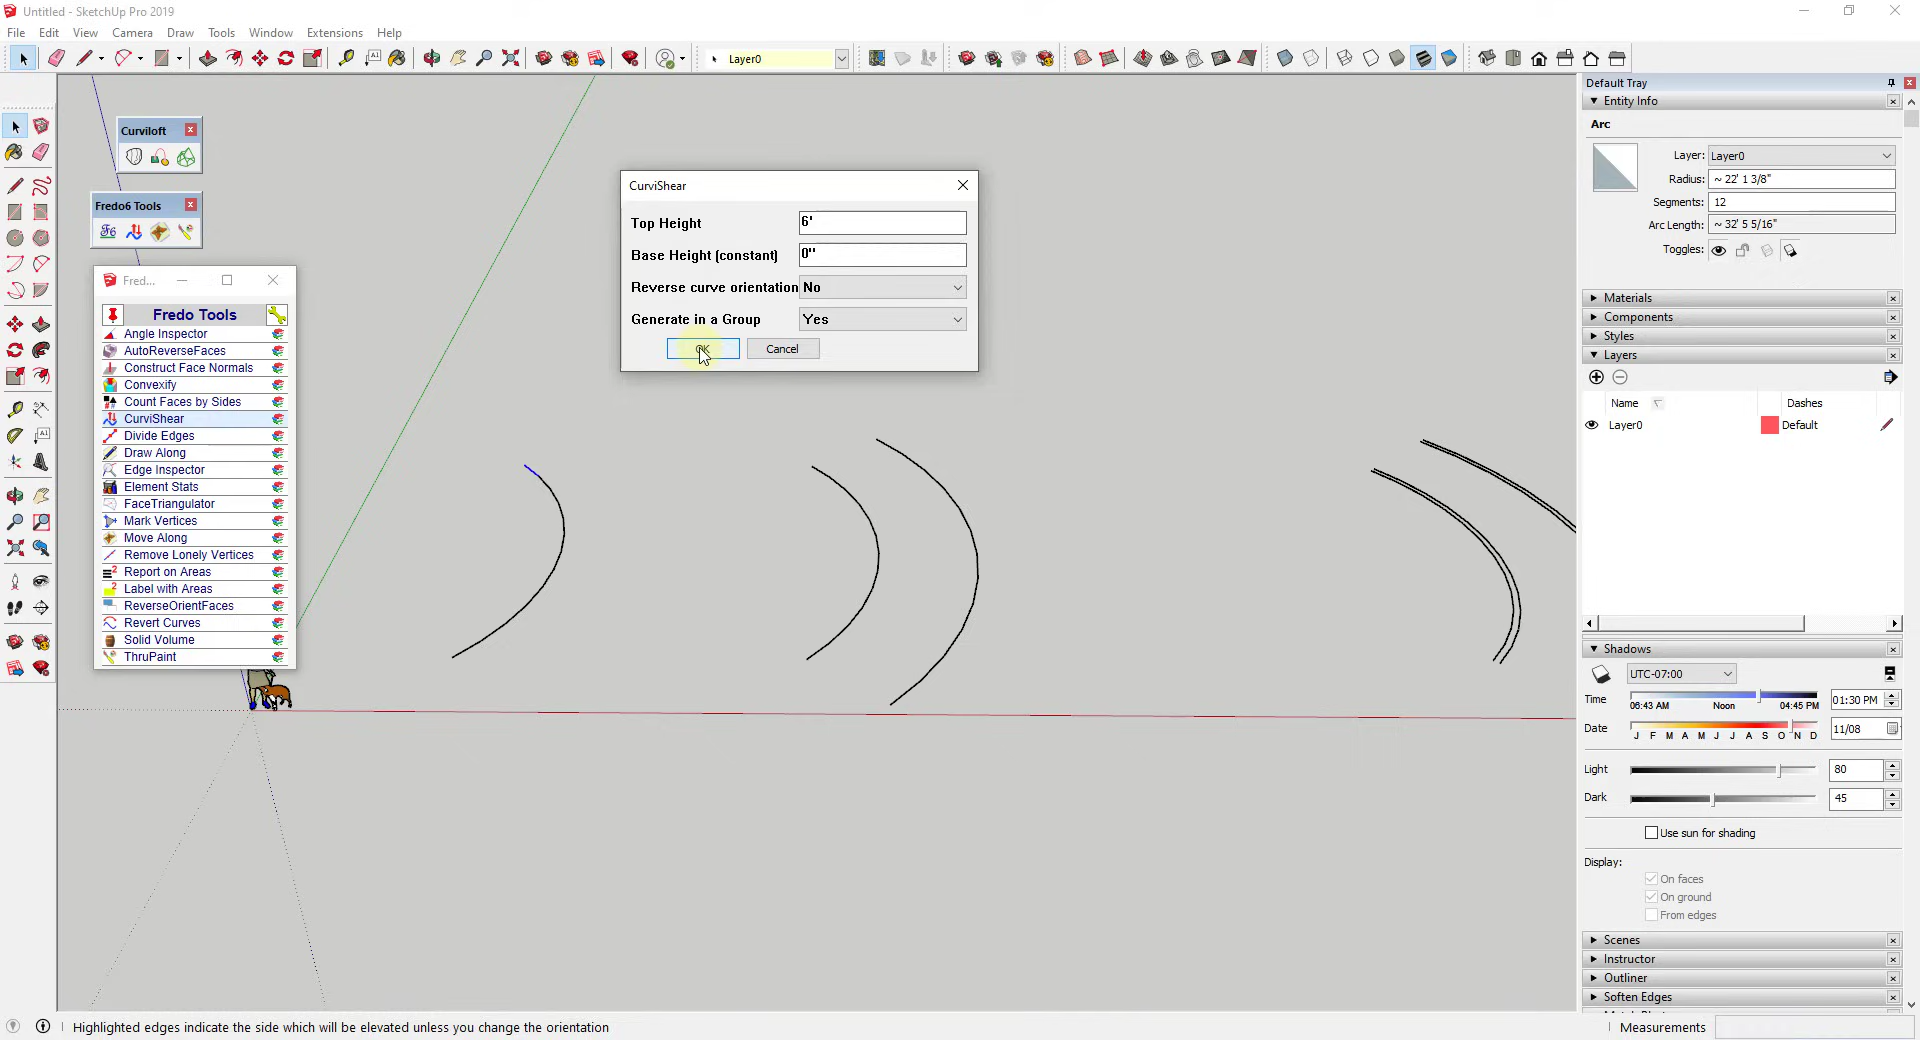 Untitled - SketchUp Pro 2019
File Edit View Camera Draw Tools Window Extensions Help
Layer0
Curviloft
Fredo6 Tools
Fred...
Fredo Tools
Angle Inspector
AutoReverseFaces
Construct Face Normals
Convexify
Count Faces by Sides
CurviShear
Divide Edges
Draw Along
Edge Inspector
Element Stats
FaceTriangulator
Mark Vertices
Move Along
Remove Lonely Vertices
Report on Areas
Label with Areas
ReverseOrientFaces
Revert Curves
Solid Volume
ThruPaint
CurviShear
Top Height 6'
Base Height (constant) 0''
Reverse curve orientation No
Generate in a Group Yes
OK Cancel
Default Tray
Entity Info
Arc
Layer: Layer0
Radius: ~ 22' 1 3/8"
Segments: 12
Arc Length: ~ 32' 5 5/16"
Toggles:
Materials
Components
Styles
Layers
Name Dashes
Layer0 Default
Shadows
UTC-07:00
Time 01:30 PM
06:43 AM Noon 04:45 PM
Date 11/08
J F M A M J J A S O N D
Light 80
Dark 45
Use sun for shading
Display:
On faces
On ground
From edges
Scenes
Instructor
Outliner
Soften Edges
Highlighted edges indicate the side which will be elevated unless you change the orientation
Measurements